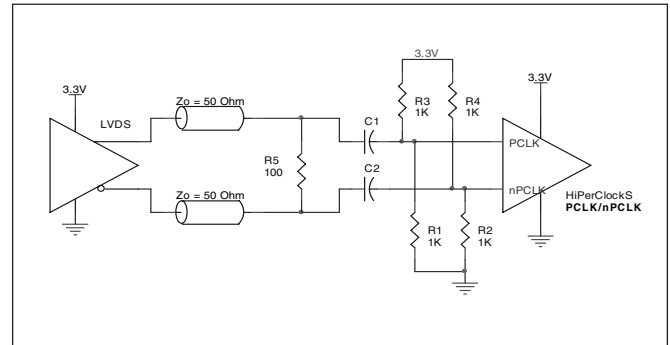 3.3V
3.3V
3.3V
Zo = 50 Ohm
LVDS
R3
1K
R4
1K
C1
PCLK
R5
100
Zo = 50 Ohm
C2
nPCLK
HiPerClockS
PCLK/nPCLK
R1
1K
R2
1K